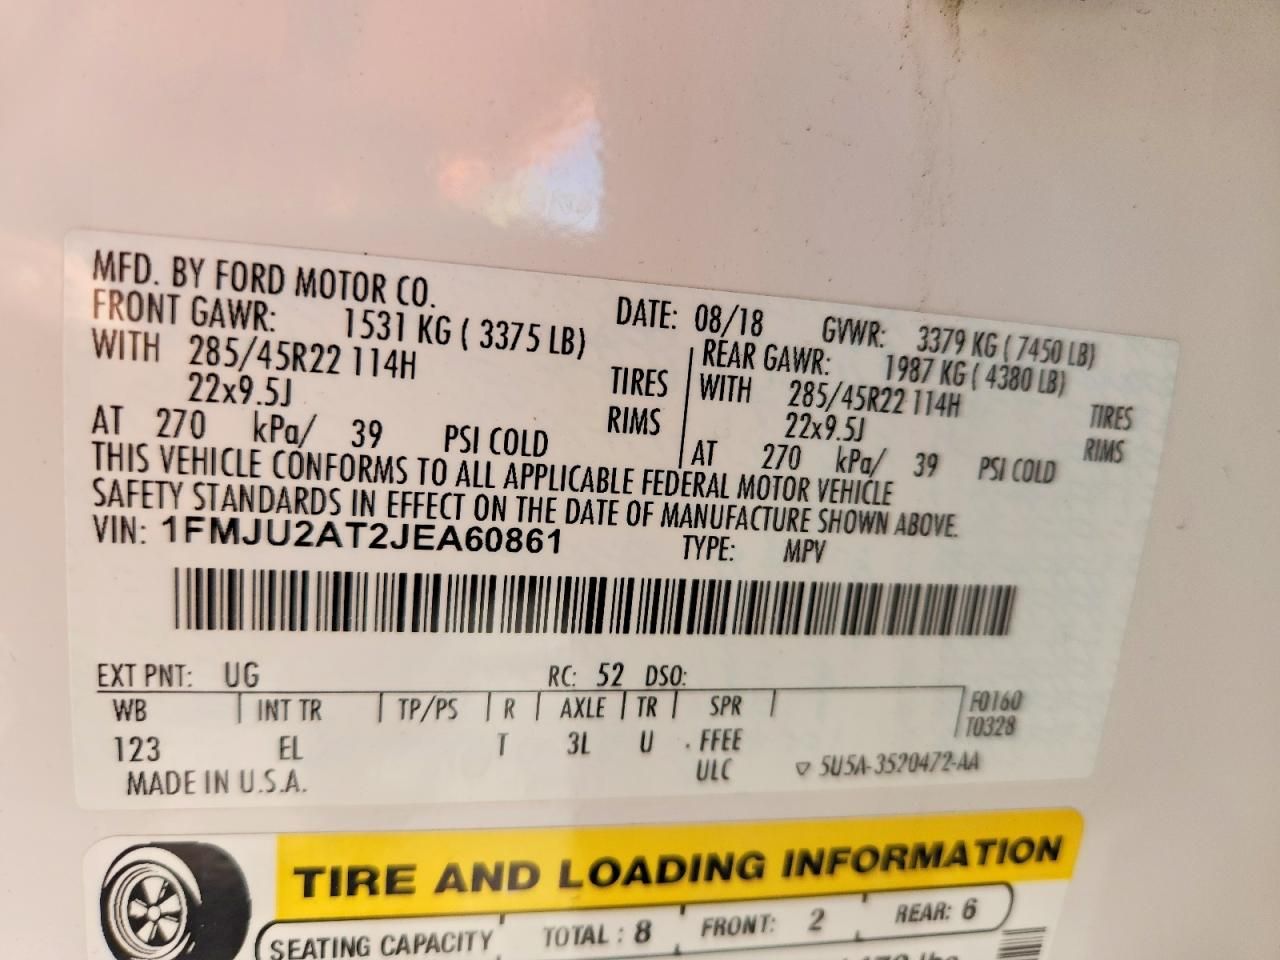 MFD. BY FORD MOTOR CO.
DATE: 08/18 GVWR: 3379 KG ( 7450 LB)
FRONT GAWR: 1531 KG ( 3375 LB)
WITH 285/45R22 114H TIRES
22x9.5J RIMS
AT 270 kPa/ 39 PSI COLD
REAR GAWR: 1987 KG ( 4380 LB)
WITH 285/45R22 114H TIRES
22x9.5J RIMS
AT 270 kPa/ 39 PSI COLD
THIS VEHICLE CONFORMS TO ALL APPLICABLE FEDERAL MOTOR VEHICLE
SAFETY STANDARDS IN EFFECT ON THE DATE OF MANUFACTURE SHOWN ABOVE.
VIN: 1FMJU2AT2JEA60861 TYPE: MPV
EXT PNT: UG RC: 52 DSO:
WB INT TR TP/PS R AXLE TR SPR F0160
T0328
123 EL T 3L U . FFEE
ULC ▽ 5U5A-3520472-AA
MADE IN U.S.A.
TIRE AND LOADING INFORMATION
SEATING CAPACITY TOTAL : 8 FRONT: 2 REAR: 6